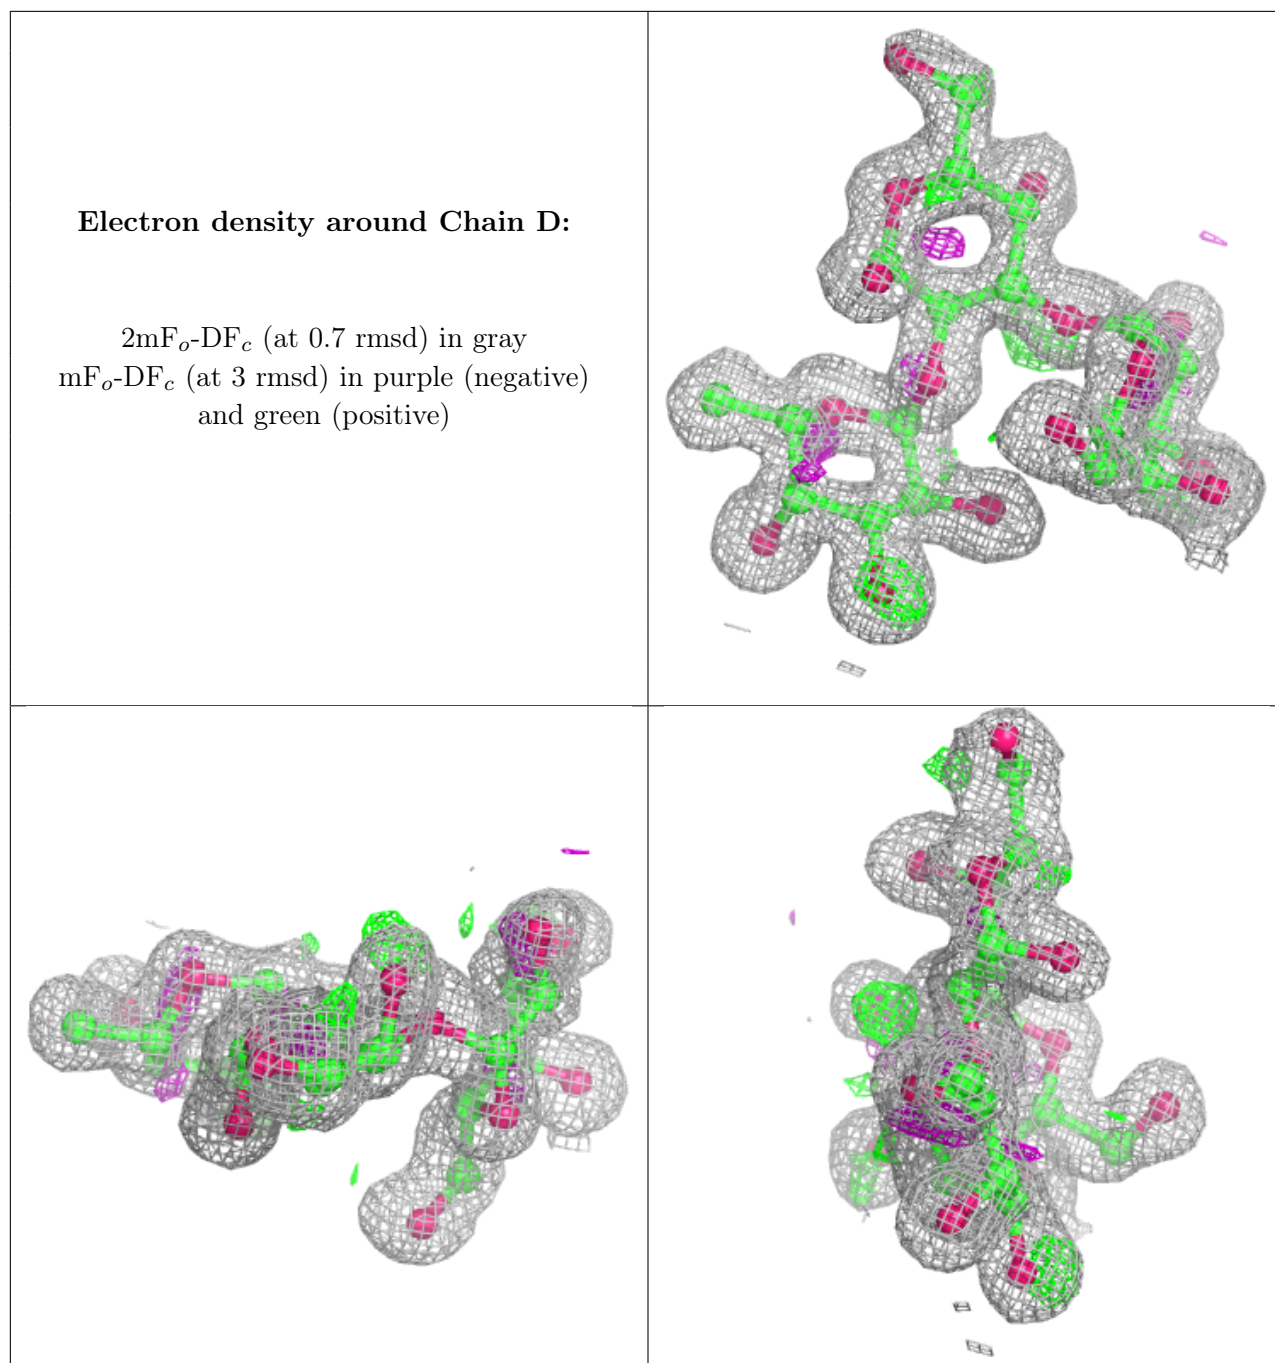 Electron density around Chain D:
2mFₒ-DF𝒸 (at 0.7 rmsd) in gray
mFₒ-DF𝒸 (at 3 rmsd) in purple (negative)
and green (positive)